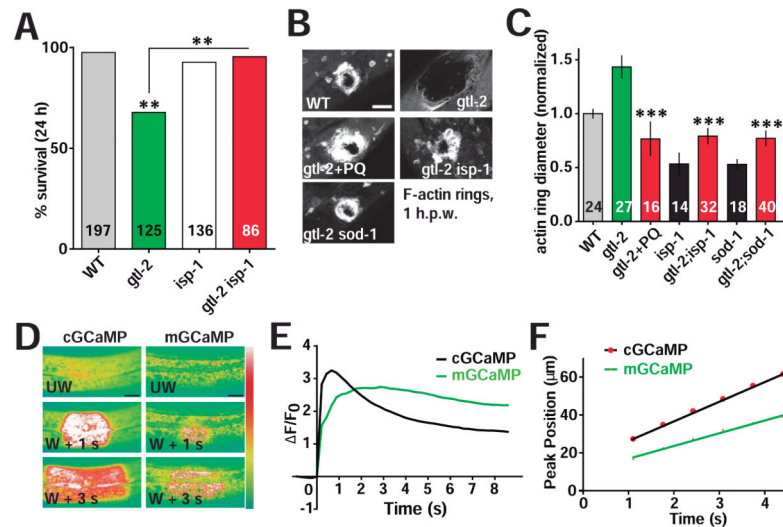 A
% survival (24 h)
100
50
0
**
**
197
125
136
86
WT
gtl-2
isp-1
gtl-2 isp-1
B
WT
gtl-2
gtl-2+PQ
gtl-2 isp-1
gtl-2 sod-1
F-actin rings,
1 h.p.w.
C
actin ring diameter (normalized)
1.5
1.0
0.5
0.0
***
***
***
24
27
16
14
32
18
40
WT
gtl-2
gtl-2+PQ
isp-1
gtl-2;isp-1
sod-1
gtl-2;sod-1
D
cGCaMP
mGCaMP
UW
UW
W + 1 s
W + 1 s
W + 3 s
W + 3 s
E
cGCaMP
mGCaMP
ΔF/F0
4
3
2
1
0
-1
1
2
3
4
5
6
7
8
Time (s)
F
cGCaMP
mGCaMP
Peak Position (μm)
60
40
20
0
0
1
2
3
4
Time (s)